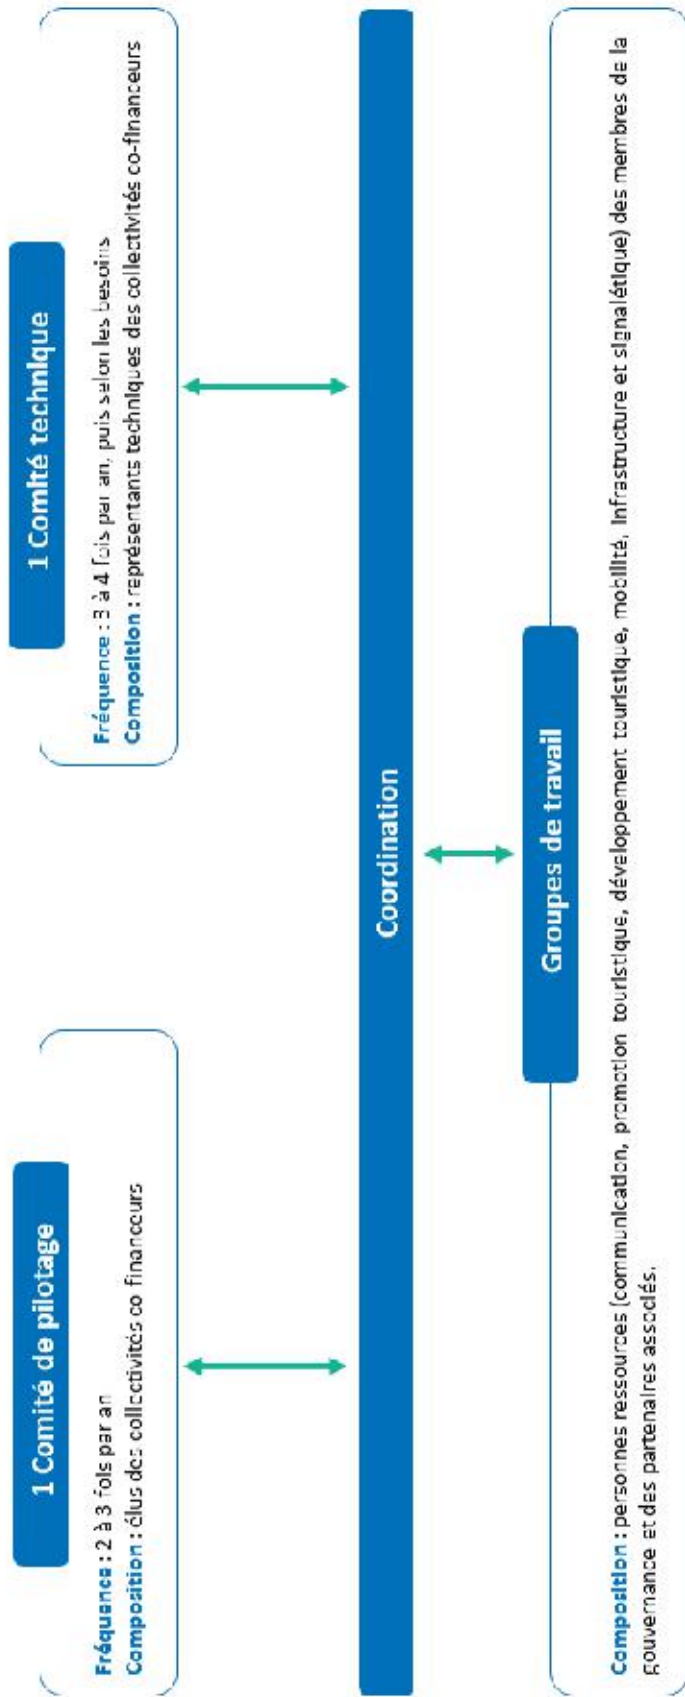 1 Comité de pilotage
Fréquence : 2 à 3 fois par an
Composition : élus des collectivités co-financeurs
1 Comité technique
Fréquence : 3 à 4 fois par an, puis selon les besoins
Composition : représentants techniques des collectivités co-financeurs
Coordination
Groupes de travail
Composition : personnes ressources (communication, promotion touristique, développement touristique, mobilité, infrastructure et signalétique) des membres de la
gouvernance et des partenaires associés.